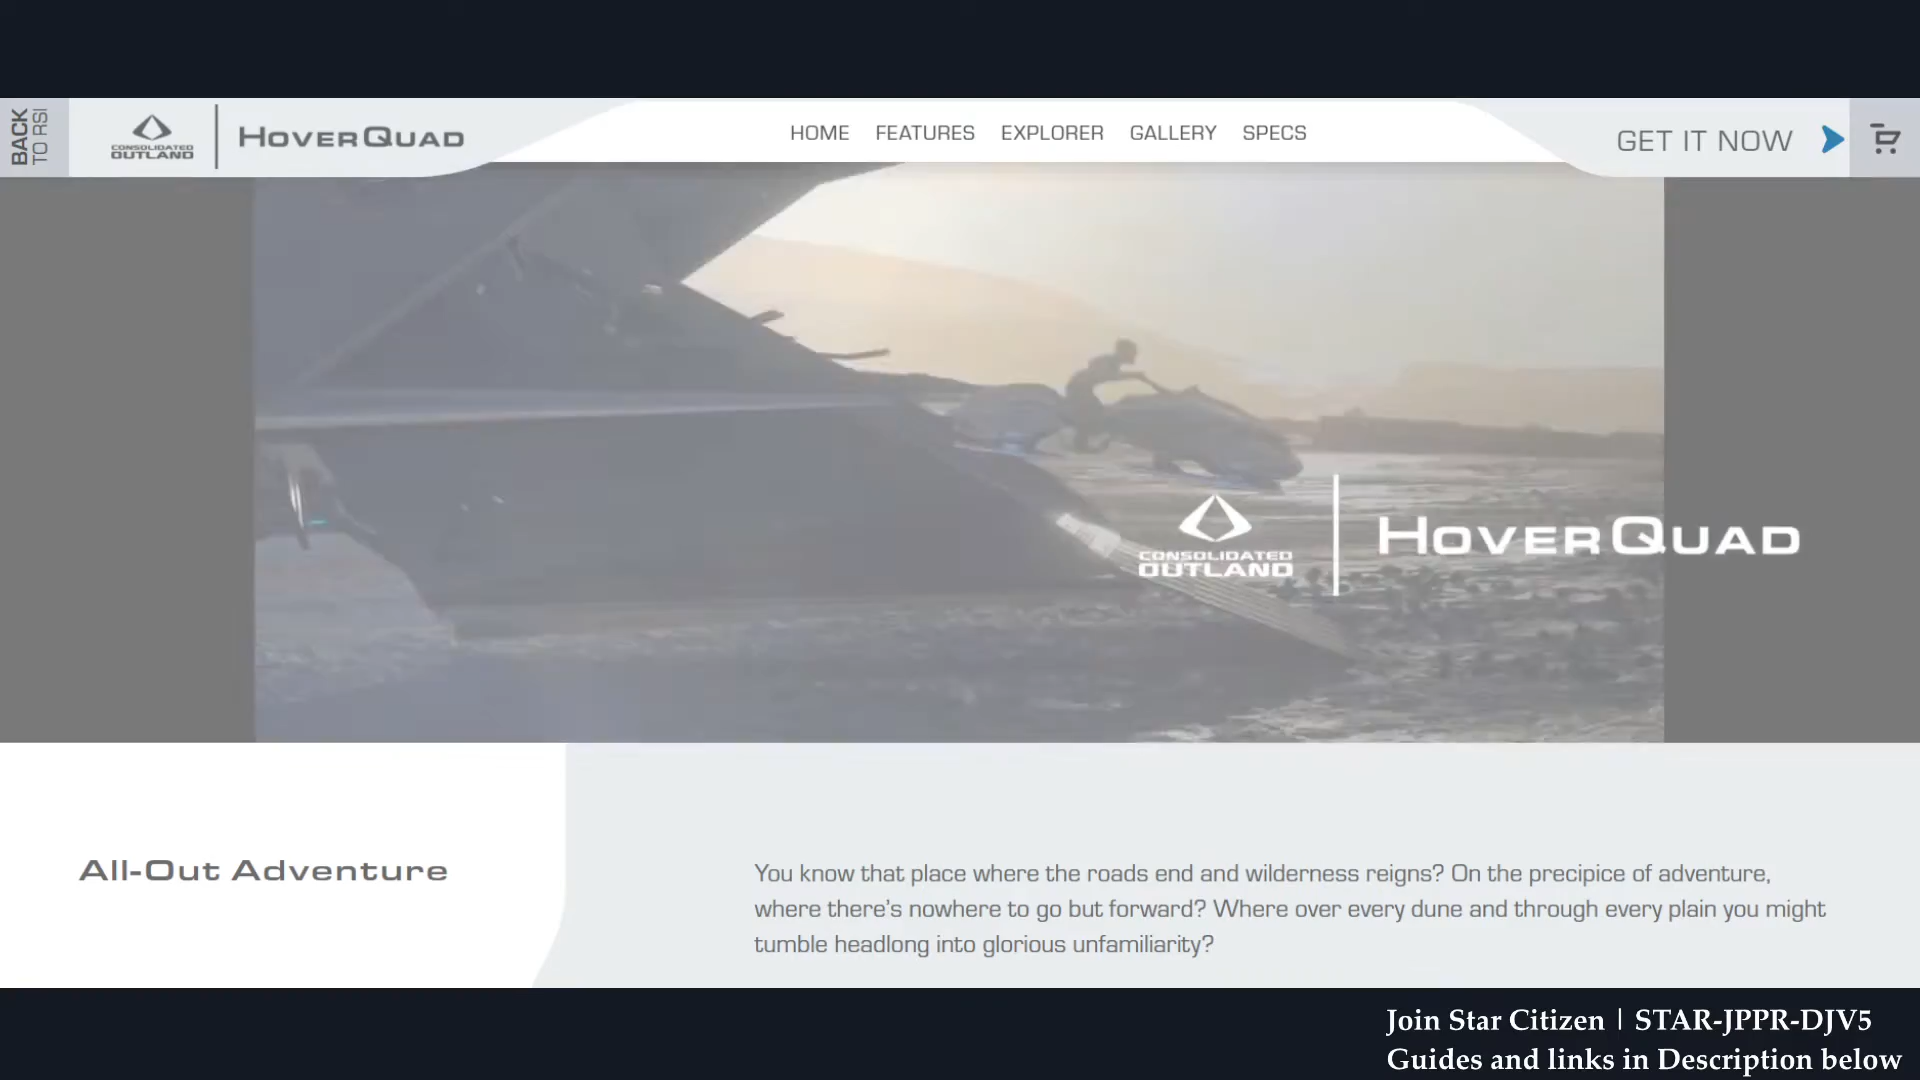 BACK
TO RSI
CONSOLIDATED
OUTLAND
HOVERQUAD
HOME FEATURES EXPLORER GALLERY SPECS
GET IT NOW
CONSOLIDATED
OUTLAND
HOVERQUAD
All-Out Adventure
You know that place where the roads end and wilderness reigns? On the precipice of adventure,
where there's nowhere to go but forward? Where over every dune and through every plain you might
tumble headlong into glorious unfamiliarity?
Join Star Citizen | STAR-JPPR-DJV5
Guides and links in Description below